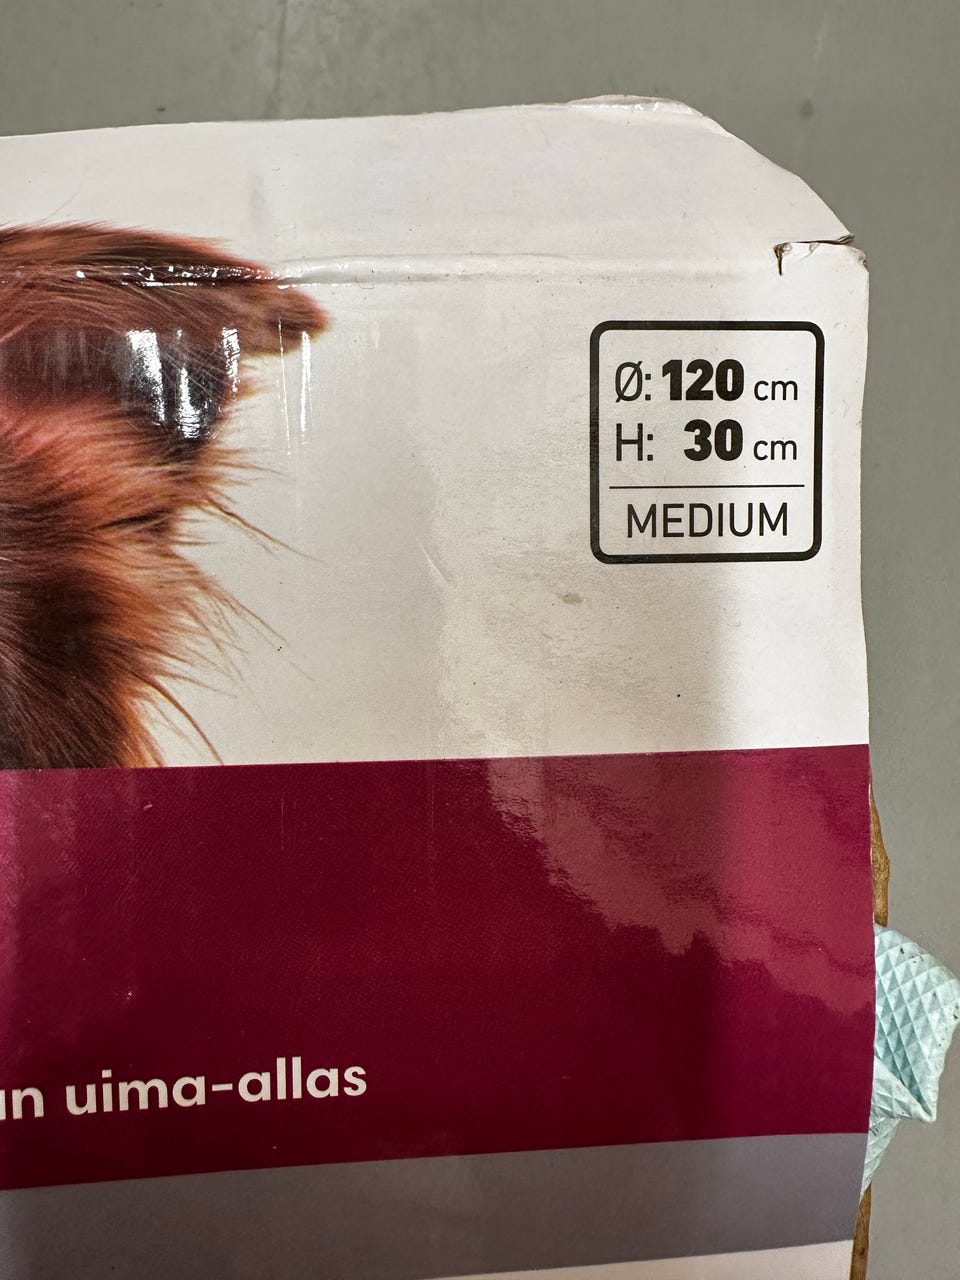 Ø: 120 cm
H: 30 cm
MEDIUM
uima-allas